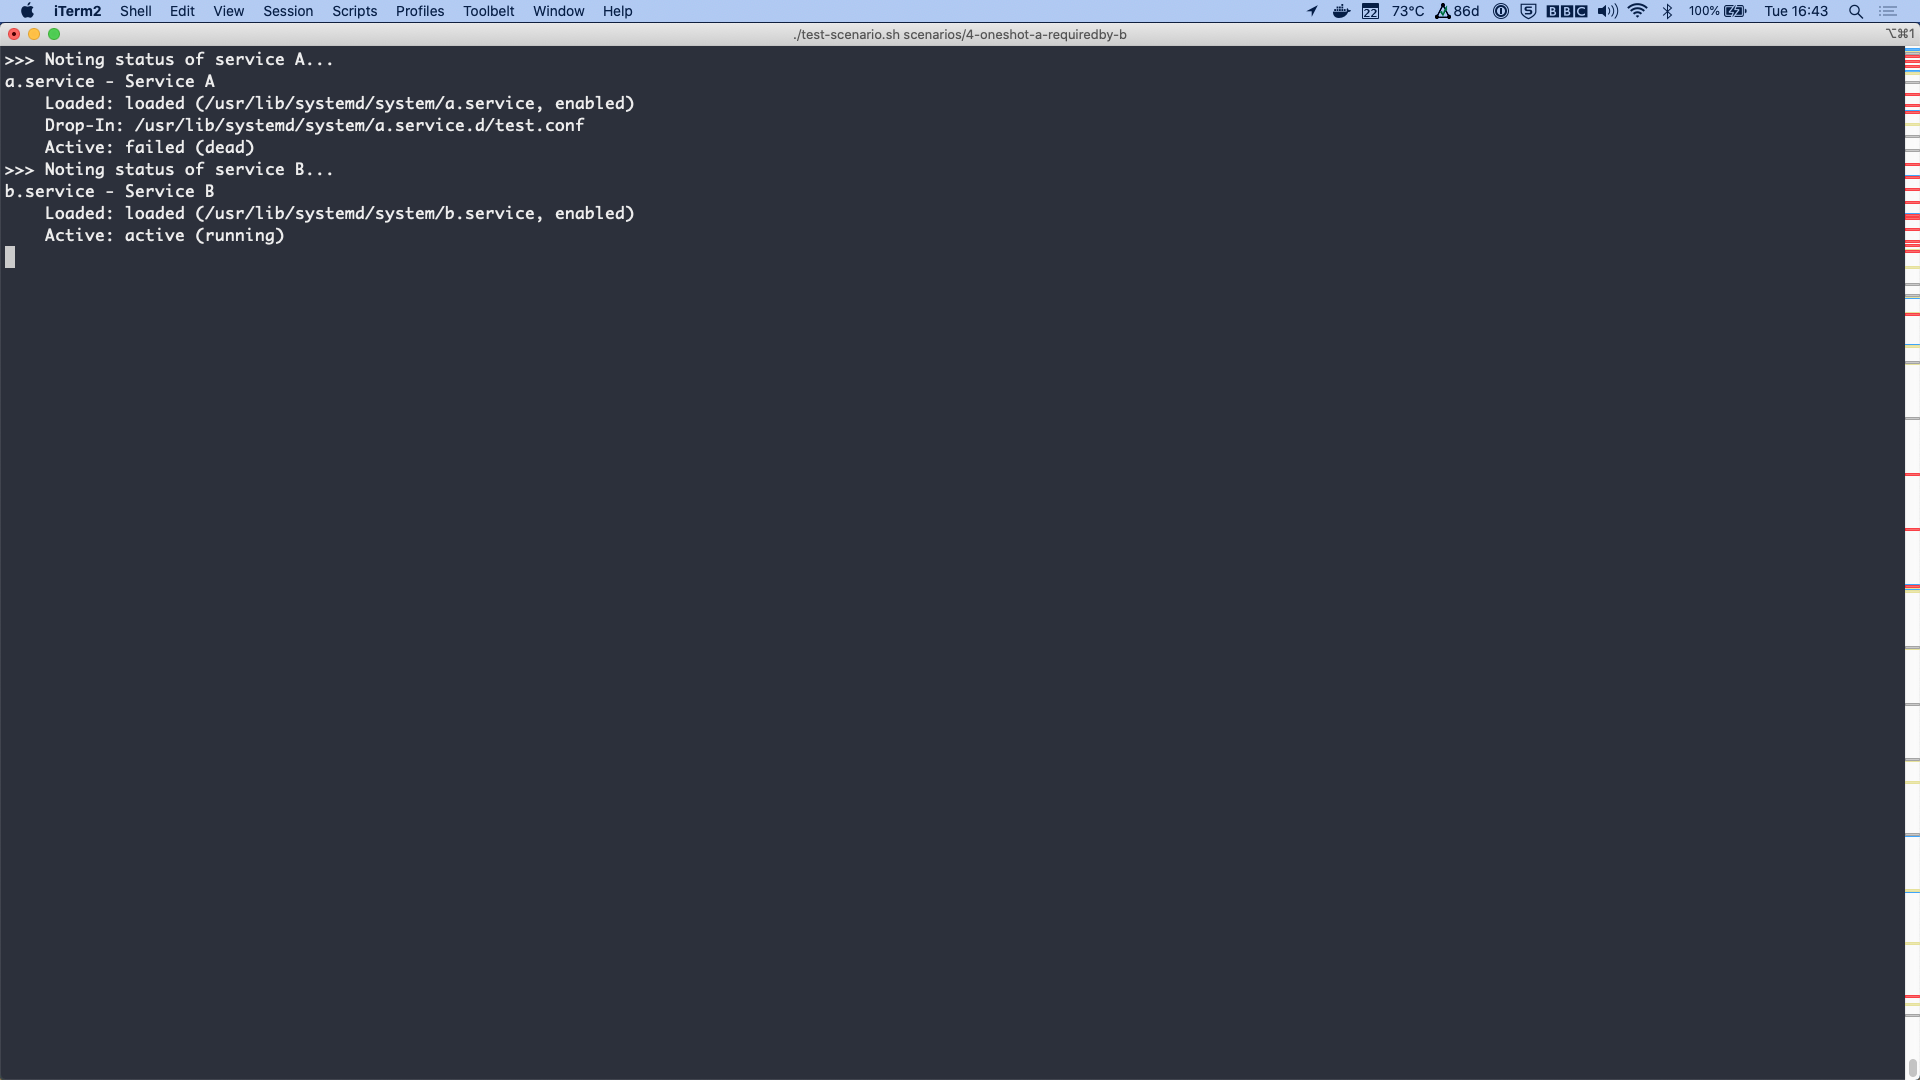 iTerm2 Shell Edit View Session Scripts Profiles Toolbelt Window Help 22 73°C 86d BBC 100% Tue 16:43
./test-scenario.sh scenarios/4-oneshot-a-requiredby-b ⌥⌘1
>>> Noting status of service A...
a.service - Service A
    Loaded: loaded (/usr/lib/systemd/system/a.service, enabled)
    Drop-In: /usr/lib/systemd/system/a.service.d/test.conf
    Active: failed (dead)
>>> Noting status of service B...
b.service - Service B
    Loaded: loaded (/usr/lib/systemd/system/b.service, enabled)
    Active: active (running)